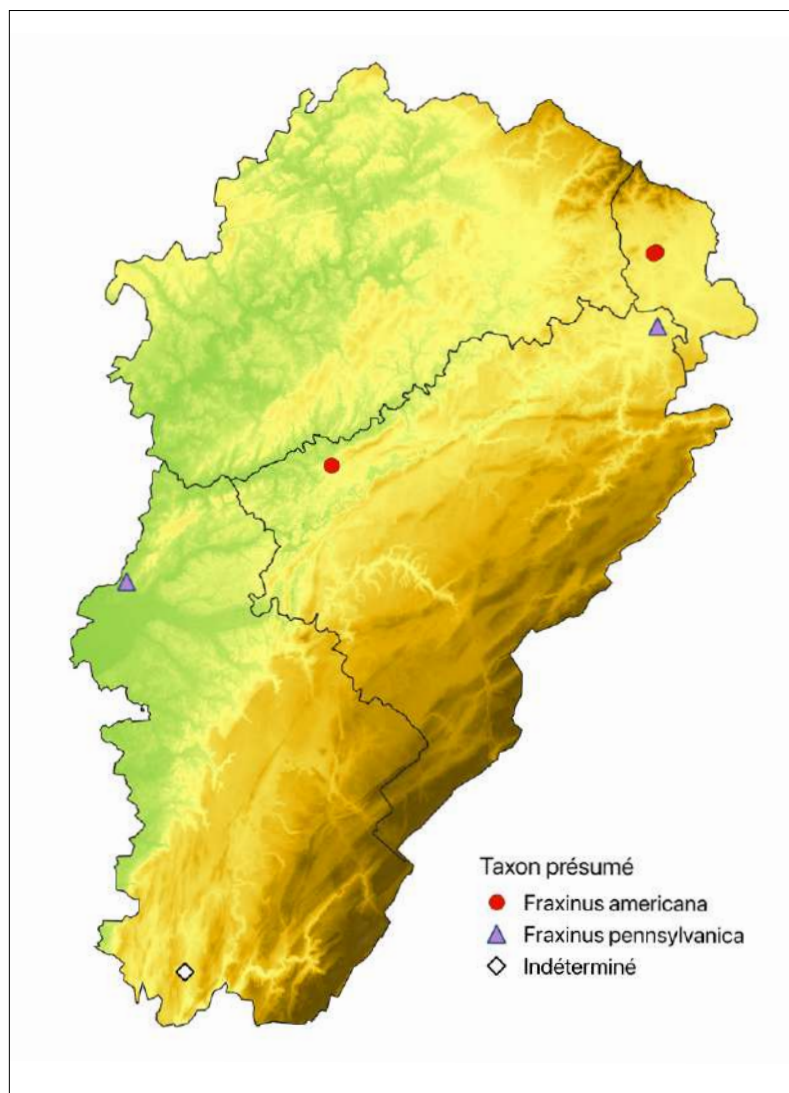 Taxon présumé
Fraxinus americana
Fraxinus pennsylvanica
Indéterminé